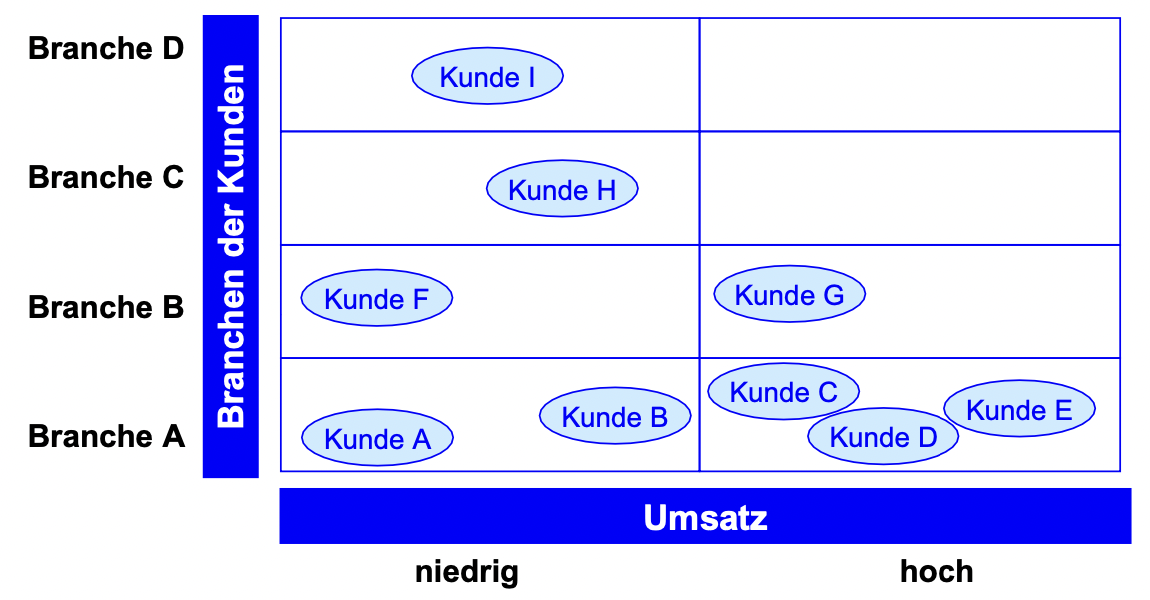 Branche D
Kunde I
Branche C
Kunde H
Branche B
Kunde F
Kunde G
Branche A
Kunde A
Kunde B
Kunde C
Kunde D
Kunde E
Branchen der Kunden
Umsatz
niedrig
hoch